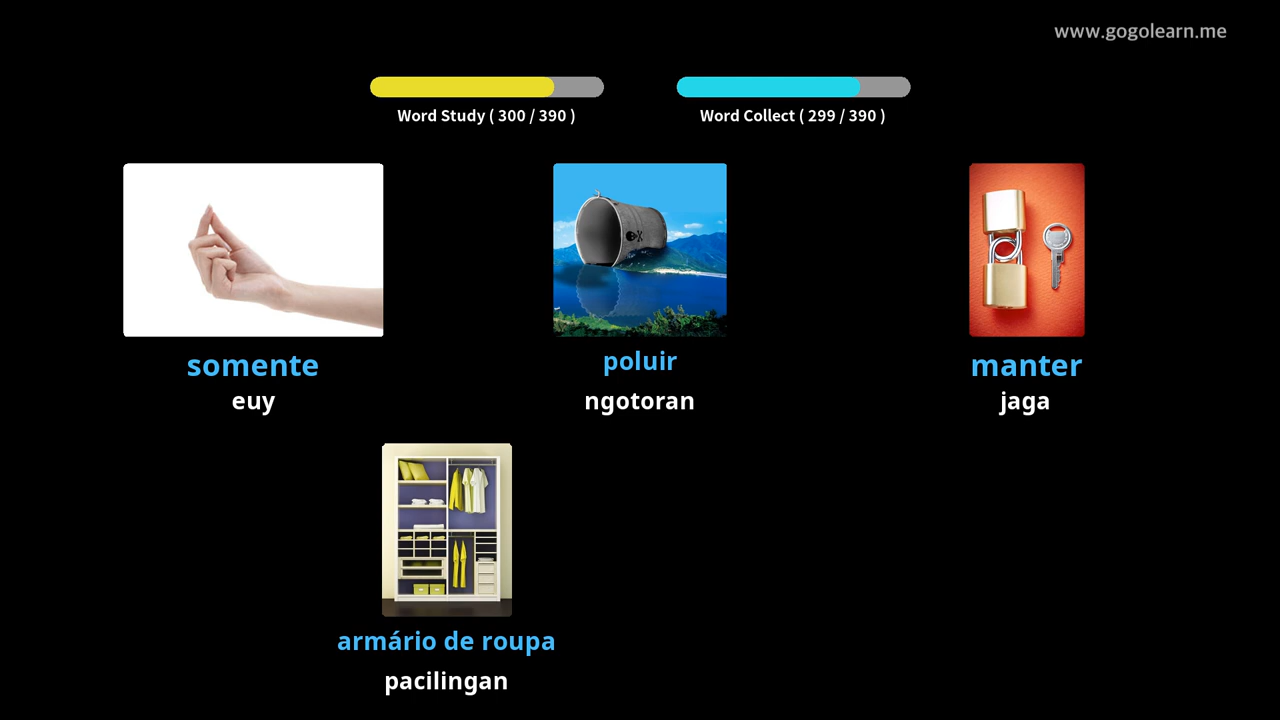 www.gogolearn.me
Word Study ( 300 / 390 )
Word Collect ( 299 / 390 )
somente
euy
poluir
ngotoran
manter
jaga
armário de roupa
pacilingan